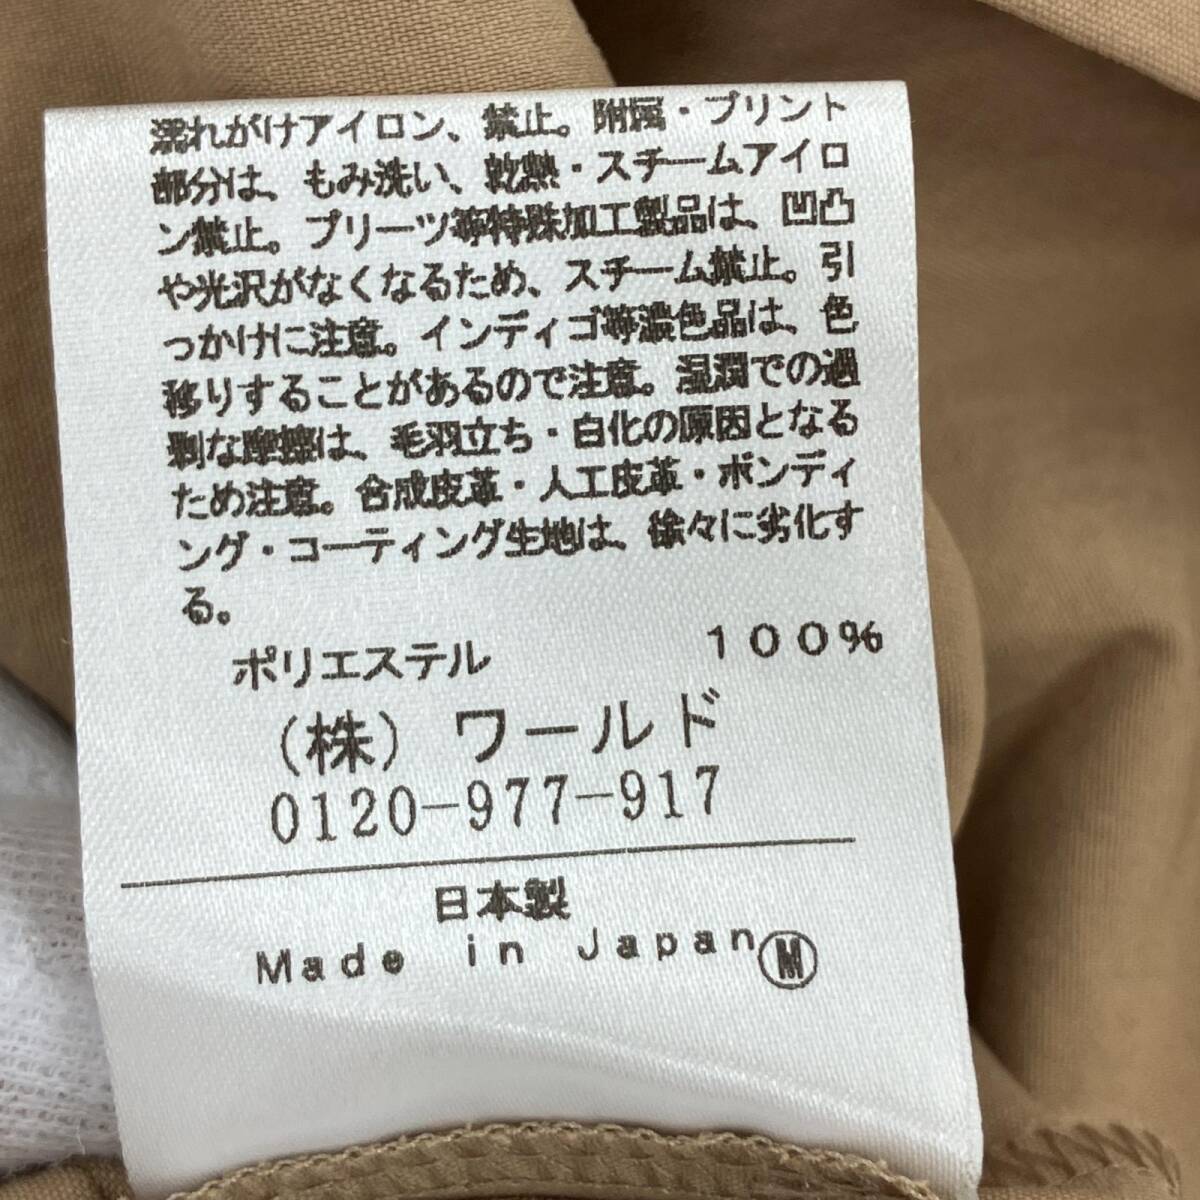 濡れがけアイロン、禁止。附属・プリント
部分は、もみ洗い、乾熱・スチームアイロ
ン禁止。プリーツ等特殊加工製品は、凹凸
や光沢がなくなるため、スチーム禁止。引
っかけに注意。インディゴ等濃色品は、色
移りすることがあるので注意。湿潤での過
剰な摩擦は、毛羽立ち・白化の原因となる
ため注意。合成皮革・人工皮革・ボンディ
ング・コーティング生地は、徐々に劣化す
る。
ポリエステル 100%
(株) ワールド
0120-977-917
日本製
Made in Japan Ⓜ